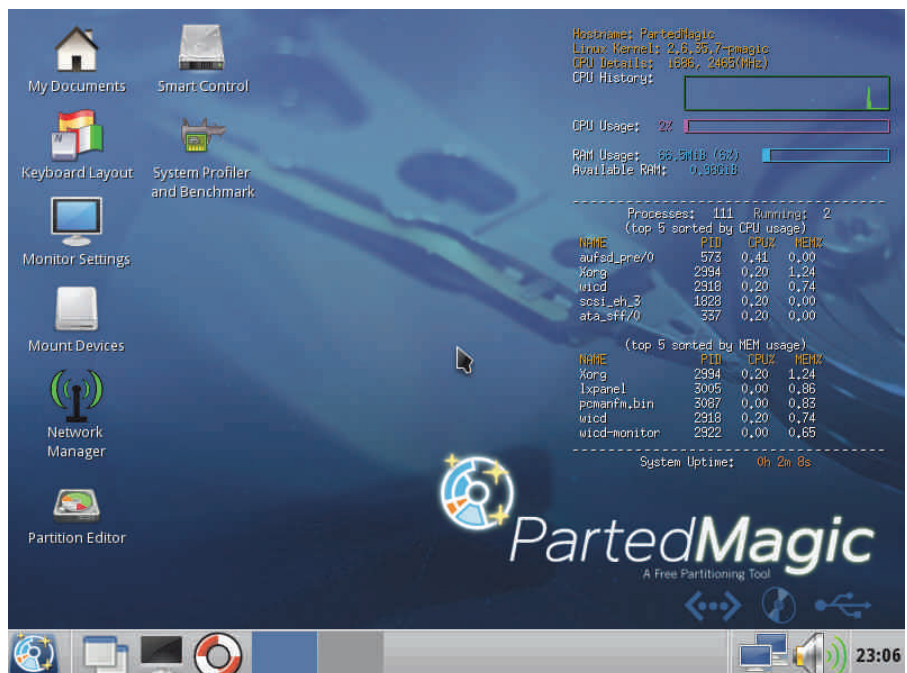 My Documents
Smart Control
Keyboard Layout
System Profiler
and Benchmark
Monitor Settings
Mount Devices
Network
Manager
Partition Editor
Hostname: PartedMagic
Linux Kernel: 2.6.35.7-pmagic
CPU Details: i686, 2465(MHz)
CPU History:
CPU Usage: 2%
RAM Usage: 66.5MiB (6%)
Available RAM: 0.98GiB
Processes: 111 Running: 2
(top 5 sorted by CPU usage)
NAME PID CPU% MEM%
aufsd_pre/0 573 0.41 0.00
Xorg 2994 0.20 1.24
wicd 2918 0.20 0.74
scsi_eh_3 1828 0.20 0.00
ata_sff/0 337 0.20 0.00
(top 5 sorted by MEM usage)
NAME PID CPU% MEM%
Xorg 2994 0.20 1.24
lxpanel 3005 0.00 0.86
pcmanfm.bin 3087 0.00 0.83
wicd 2918 0.20 0.74
wicd-monitor 2922 0.00 0.65
System Uptime: 0h 2m 8s
PartedMagic
A Free Partitioning Tool
23:06